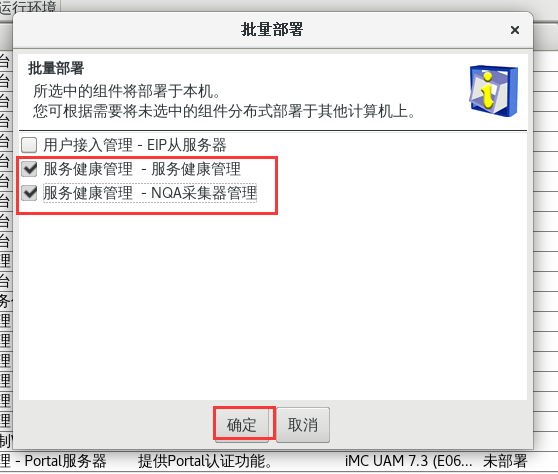 运行环境
批量部署
批量部署
所选中的组件将部署于本机。
您可根据需要将未选中的组件分布式部署于其他计算机上。
用户接入管理 - EIP从服务器
服务健康管理 - 服务健康管理
服务健康管理 - NQA采集器管理
台
台
台
台
台
台
台
台
台
台
理
台
理
理
理
理
理
确定 取消
理 - Portal服务器 提供Portal认证功能。 iMC UAM 7.3 (E06... 未部署